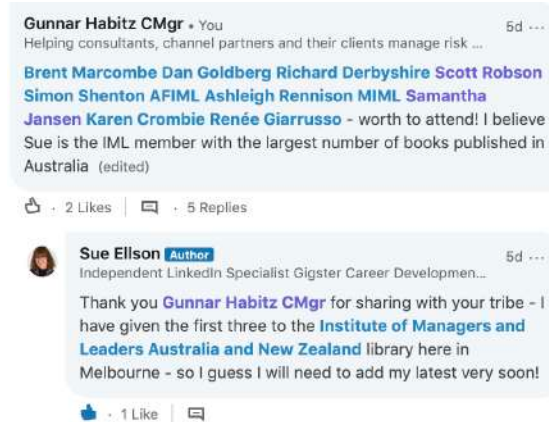 Gunnar Habitz CMgr • You 5d ...
Helping consultants, channel partners and their clients manage risk ...
Brent Marcombe Dan Goldberg Richard Derbyshire Scott Robson
Simon Shenton AFIML Ashleigh Rennison MIML Samantha
Jansen Karen Crombie Renée Giarrusso - worth to attend! I believe
Sue is the IML member with the largest number of books published in
Australia (edited)
· 2 Likes | · 5 Replies
Sue Ellson Author 5d ...
Independent LinkedIn Specialist Gigster Career Developmen...
Thank you Gunnar Habitz CMgr for sharing with your tribe - I
have given the first three to the Institute of Managers and
Leaders Australia and New Zealand library here in
Melbourne - so I guess I will need to add my latest very soon!
· 1 Like |